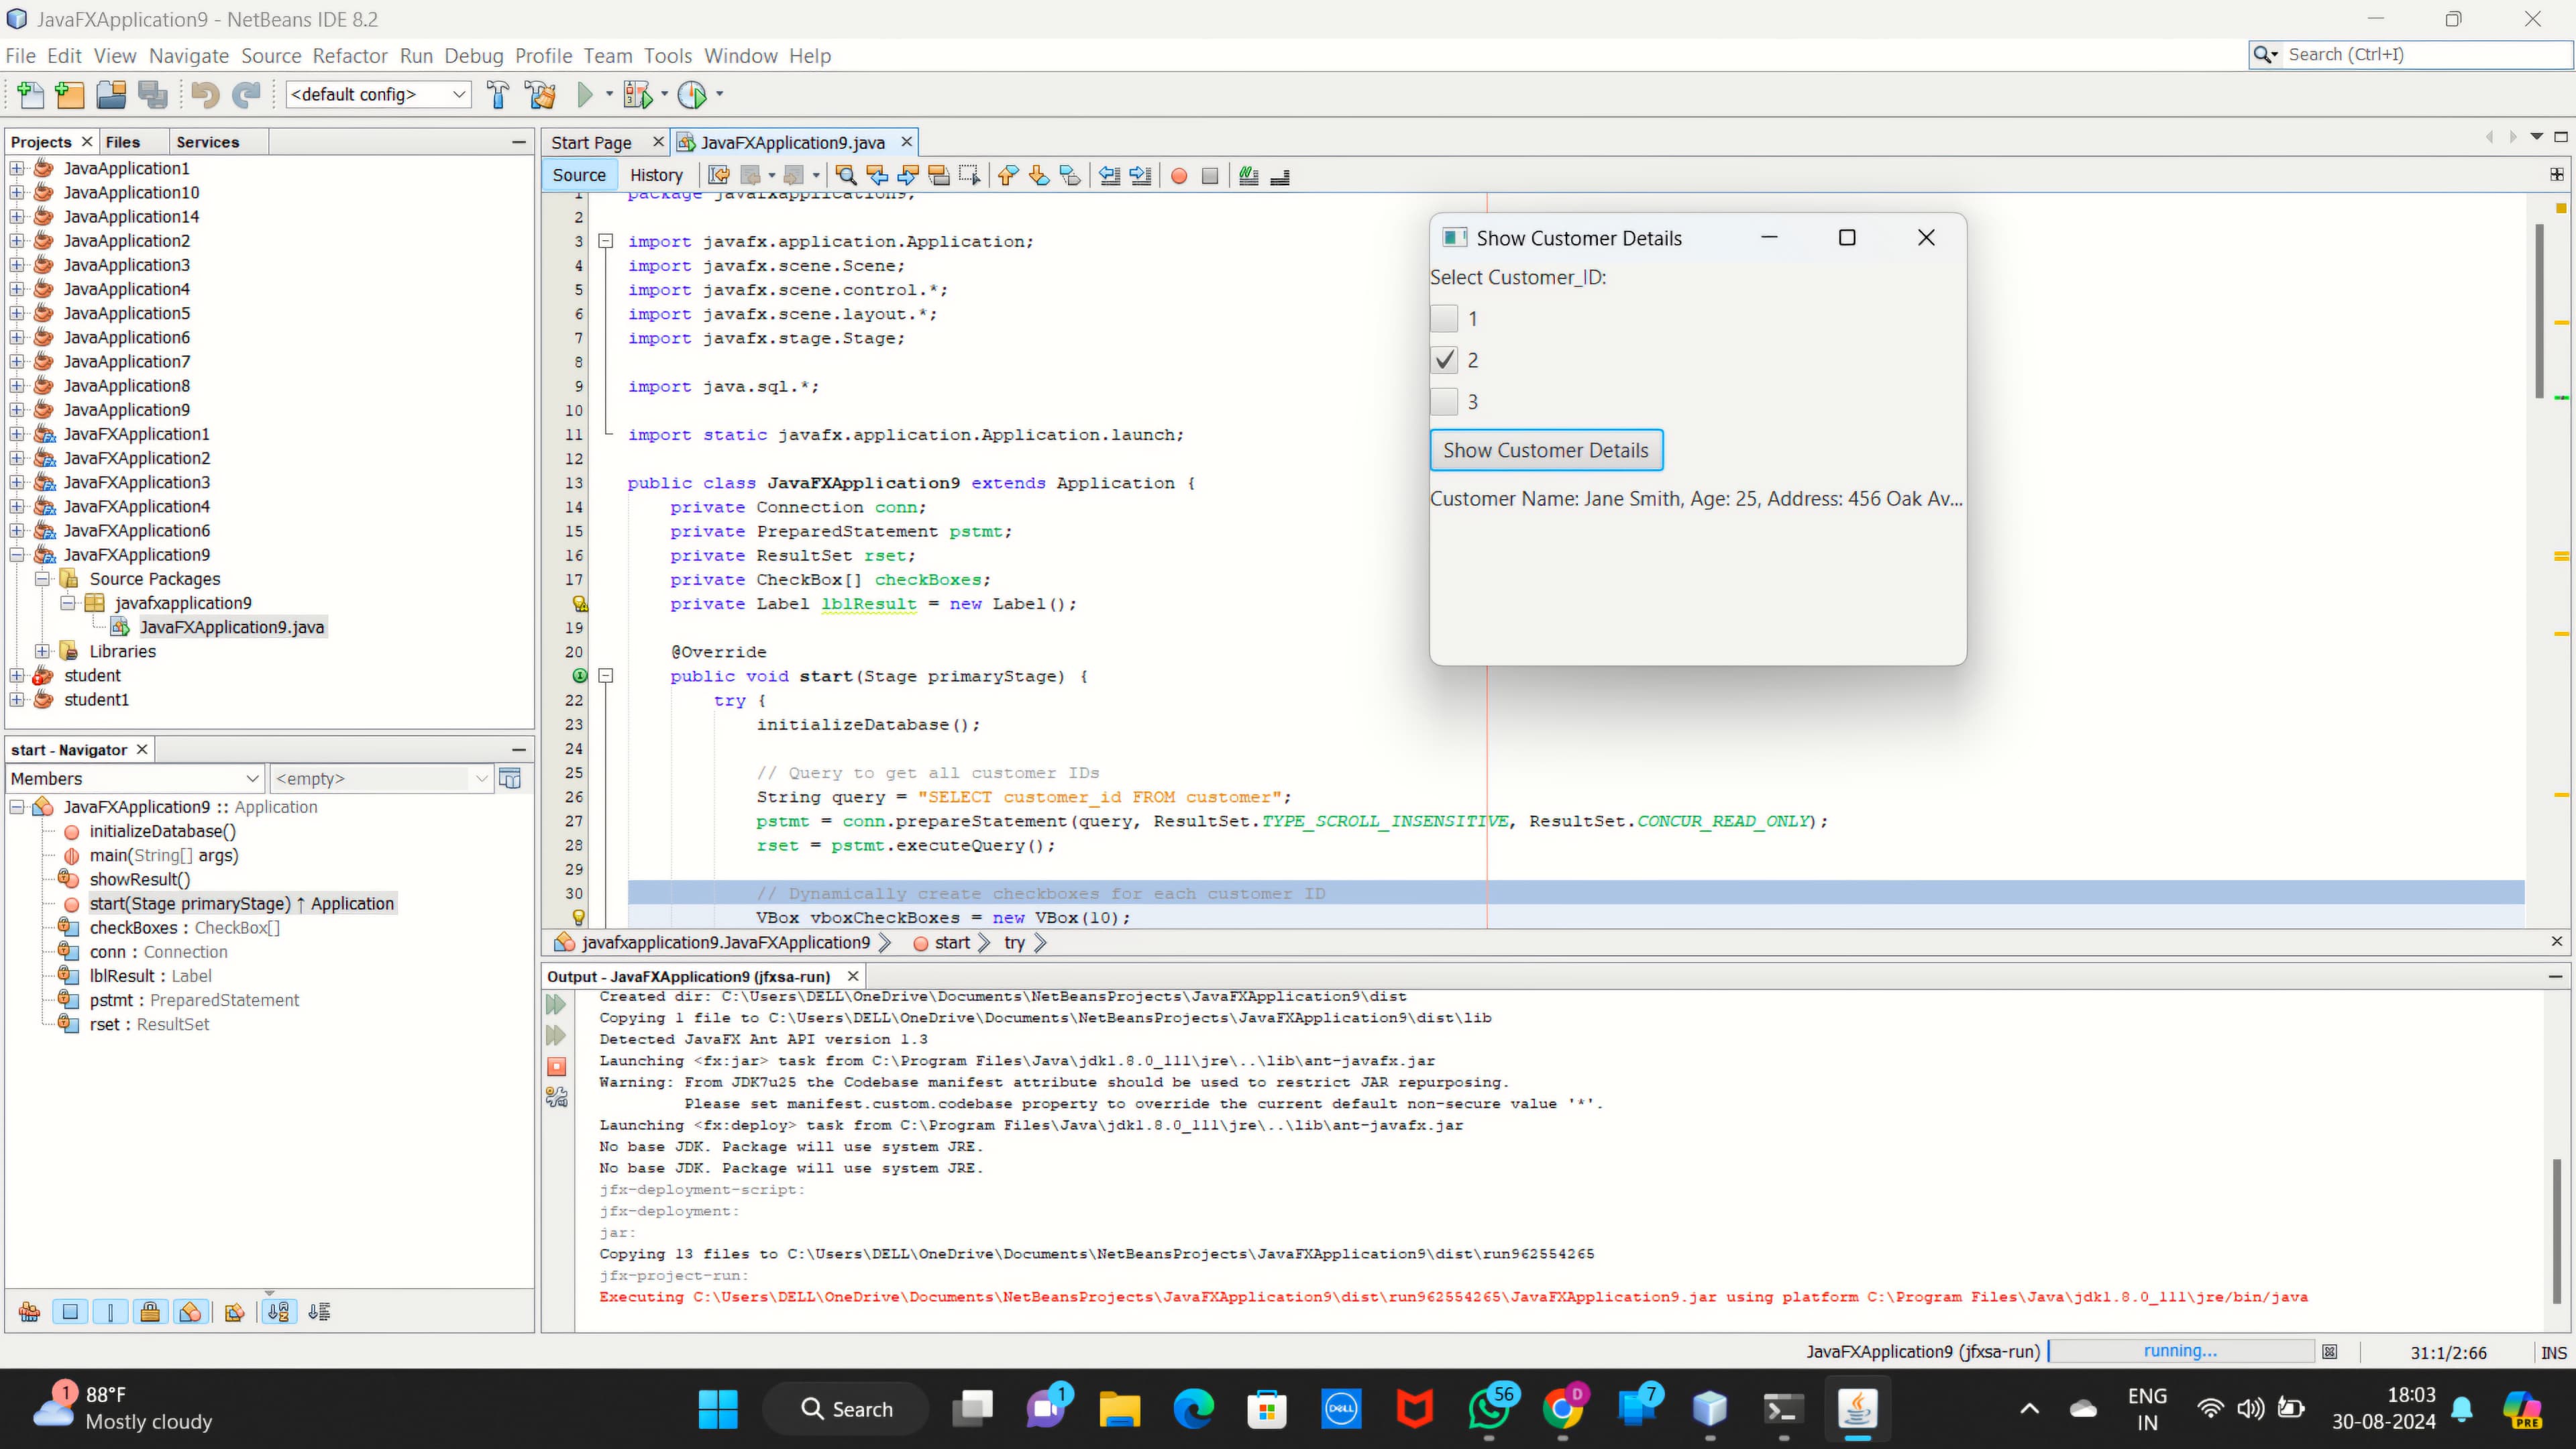 JavaFXApplication9 - NetBeans IDE 8.2
File Edit View Navigate Source Refactor Run Debug Profile Team Tools Window Help
Search (Ctrl+I)
<default config>
Projects Files Services
JavaApplication1
JavaApplication10
JavaApplication14
JavaApplication2
JavaApplication3
JavaApplication4
JavaApplication5
JavaApplication6
JavaApplication7
JavaApplication8
JavaApplication9
JavaFXApplication1
JavaFXApplication2
JavaFXApplication3
JavaFXApplication4
JavaFXApplication6
JavaFXApplication9
Source Packages
javafxapplication9
JavaFXApplication9.java
Libraries
student
student1
start - Navigator
Members <empty>
JavaFXApplication9 :: Application
initializeDatabase()
main(String[] args)
showResult()
start(Stage primaryStage) ↑ Application
checkBoxes : CheckBox[]
conn : Connection
lblResult : Label
pstmt : PreparedStatement
rset : ResultSet
Start Page JavaFXApplication9.java
Source History
1 package javafxapplication9;
2
3 import javafx.application.Application;
4 import javafx.scene.Scene;
5 import javafx.scene.control.*;
6 import javafx.scene.layout.*;
7 import javafx.stage.Stage;
8
9 import java.sql.*;
10
11 import static javafx.application.Application.launch;
12
13 public class JavaFXApplication9 extends Application {
14 private Connection conn;
15 private PreparedStatement pstmt;
16 private ResultSet rset;
17 private CheckBox[] checkBoxes;
private Label lblResult = new Label();
19
20 @Override
public void start(Stage primaryStage) {
22 try {
23 initializeDatabase();
24
25 // Query to get all customer IDs
26 String query = "SELECT customer_id FROM customer";
27 pstmt = conn.prepareStatement(query, ResultSet.TYPE_SCROLL_INSENSITIVE, ResultSet.CONCUR_READ_ONLY);
28 rset = pstmt.executeQuery();
29
30 // Dynamically create checkboxes for each customer ID
VBox vboxCheckBoxes = new VBox(10);
javafxapplication9.JavaFXApplication9 start try
Show Customer Details
Select Customer_ID:
1
2
3
Show Customer Details
Customer Name: Jane Smith, Age: 25, Address: 456 Oak Av...
Output - JavaFXApplication9 (jfxsa-run)
Created dir: C:\Users\DELL\OneDrive\Documents\NetBeansProjects\JavaFXApplication9\dist
Copying 1 file to C:\Users\DELL\OneDrive\Documents\NetBeansProjects\JavaFXApplication9\dist\lib
Detected JavaFX Ant API version 1.3
Launching <fx:jar> task from C:\Program Files\Java\jdk1.8.0_111\jre\..\lib\ant-javafx.jar
Warning: From JDK7u25 the Codebase manifest attribute should be used to restrict JAR repurposing.
Please set manifest.custom.codebase property to override the current default non-secure value '*'.
Launching <fx:deploy> task from C:\Program Files\Java\jdk1.8.0_111\jre\..\lib\ant-javafx.jar
No base JDK. Package will use system JRE.
No base JDK. Package will use system JRE.
jfx-deployment-script:
jfx-deployment:
jar:
Copying 13 files to C:\Users\DELL\OneDrive\Documents\NetBeansProjects\JavaFXApplication9\dist\run962554265
jfx-project-run:
Executing C:\Users\DELL\OneDrive\Documents\NetBeansProjects\JavaFXApplication9\dist\run962554265\JavaFXApplication9.jar using platform C:\Program Files\Java\jdk1.8.0_111\jre/bin/java
JavaFXApplication9 (jfxsa-run) running... 31:1/2:66 INS
1 88°F
Mostly cloudy
Search
1
DELL
56
D
7
ENG
IN
18:03
30-08-2024
PRE